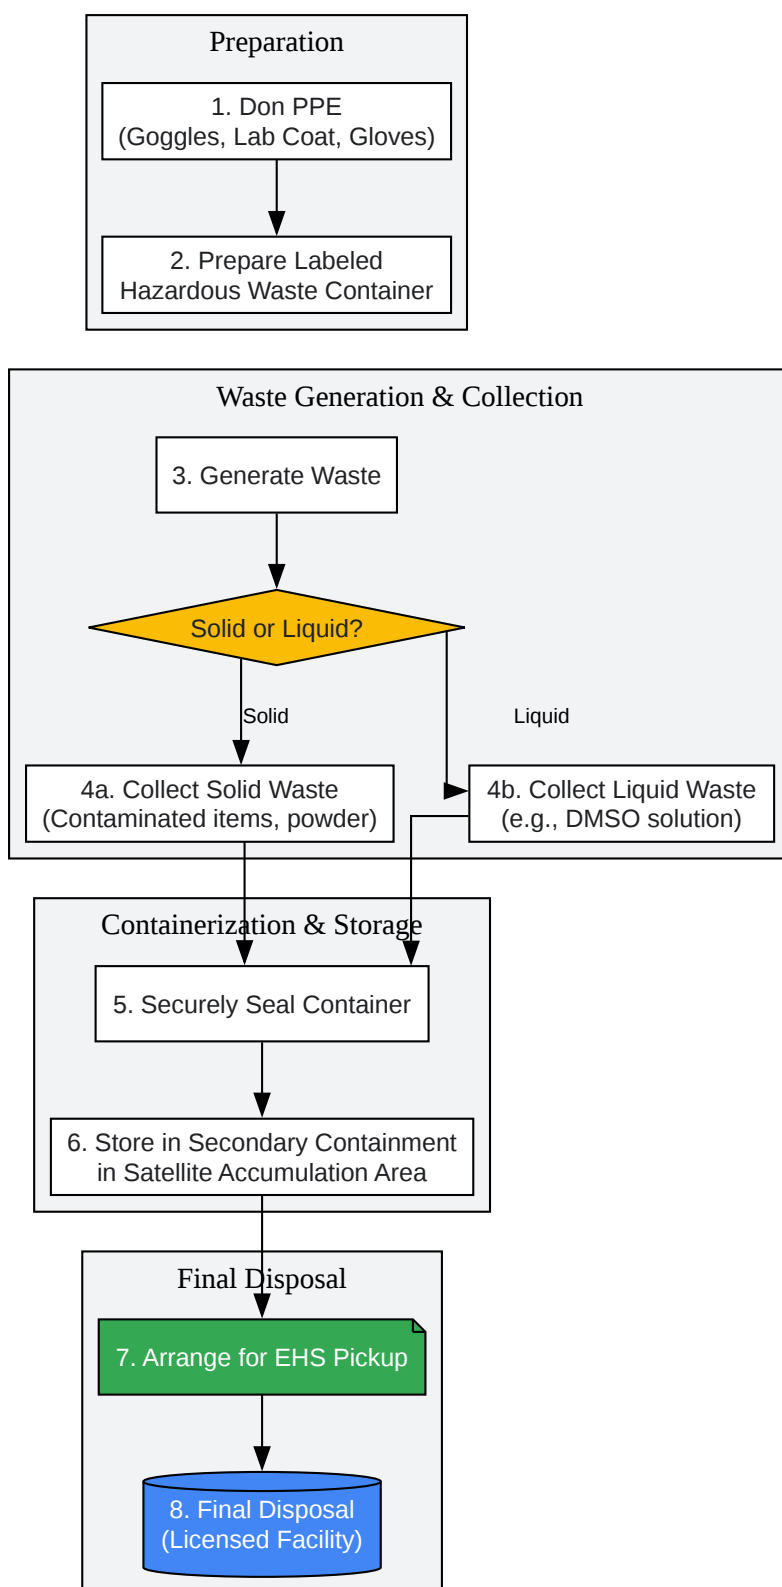 Preparation
1. Don PPE
(Goggles, Lab Coat, Gloves)
2. Prepare Labeled
Hazardous Waste Container
Waste Generation & Collection
3. Generate Waste
Solid or Liquid?
Solid
Liquid
4a. Collect Solid Waste
(Contaminated items, powder)
4b. Collect Liquid Waste
(e.g., DMSO solution)
Containerization & Storage
5. Securely Seal Container
6. Store in Secondary Containment
in Satellite Accumulation Area
Final Disposal
7. Arrange for EHS Pickup
8. Final Disposal
(Licensed Facility)